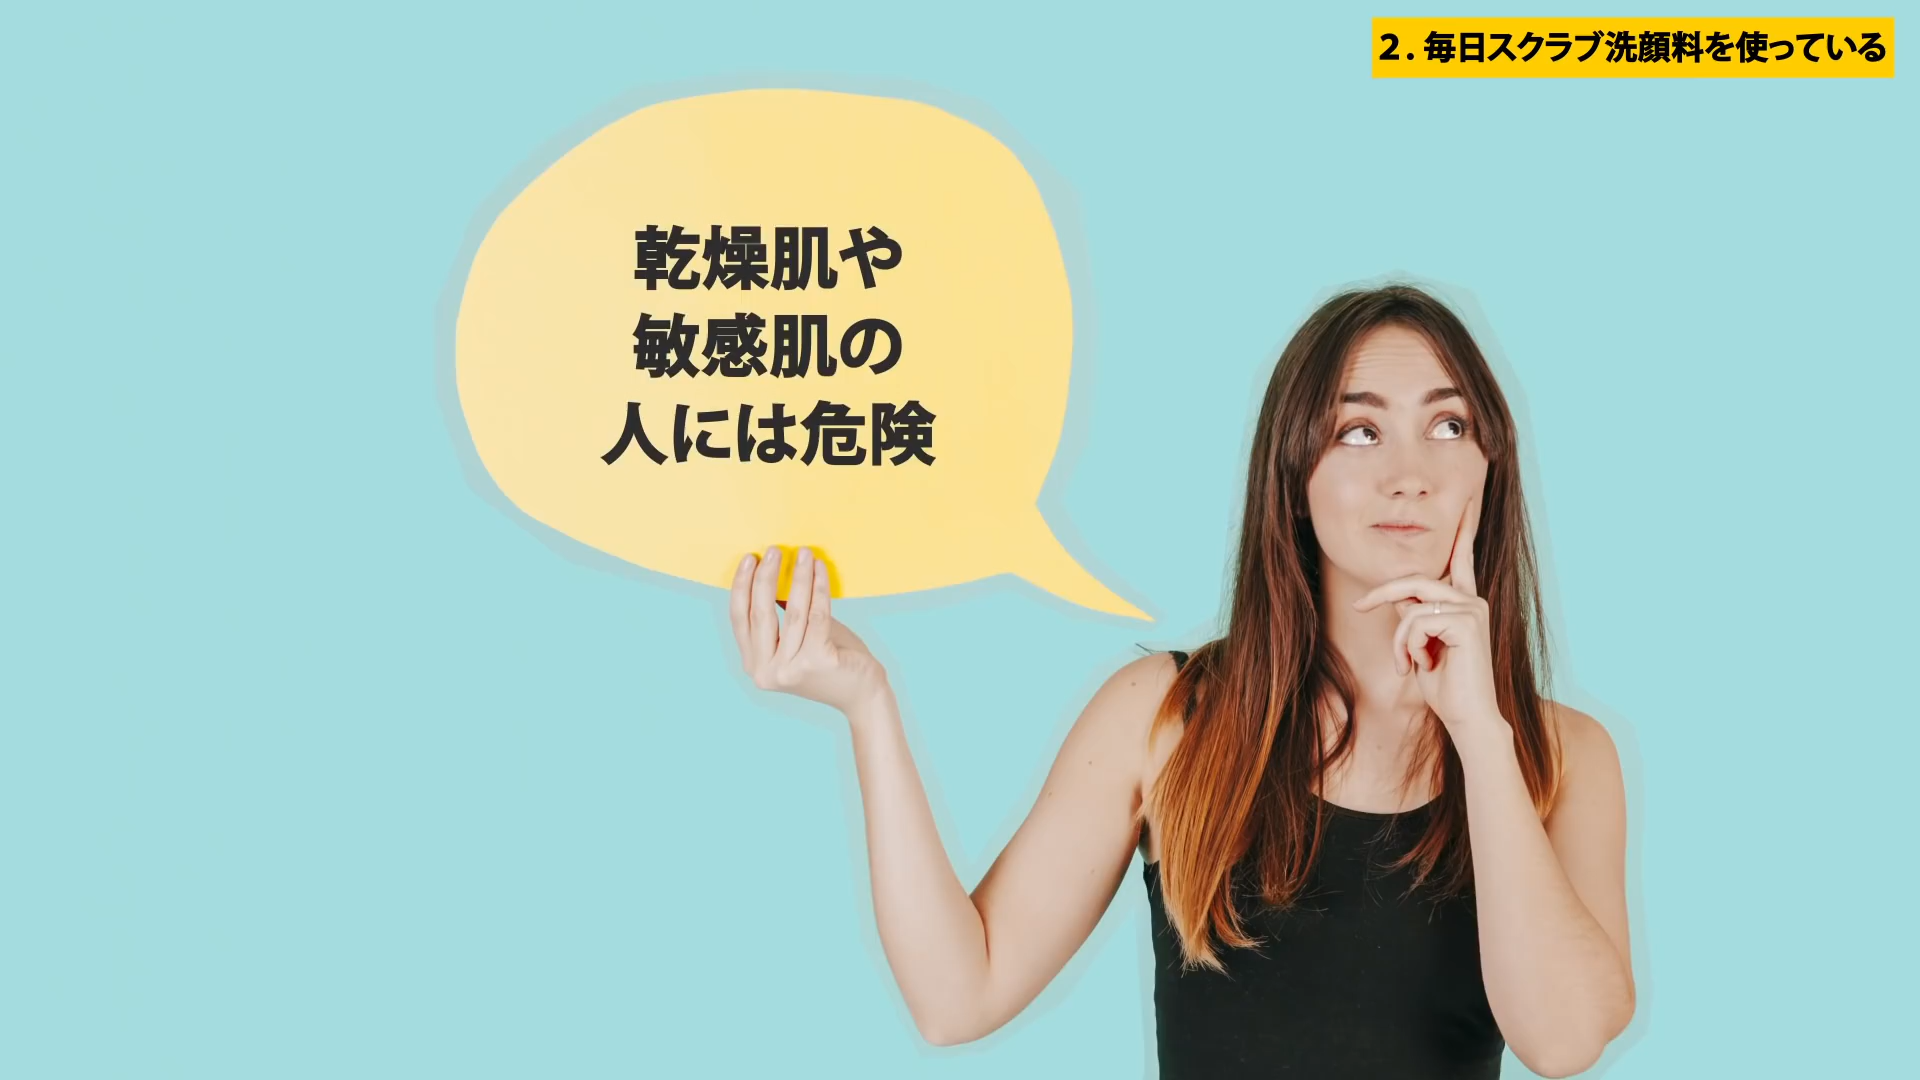 2. 毎日スクラブ洗顔料を使っている
乾燥肌や
敏感肌の
人には危険